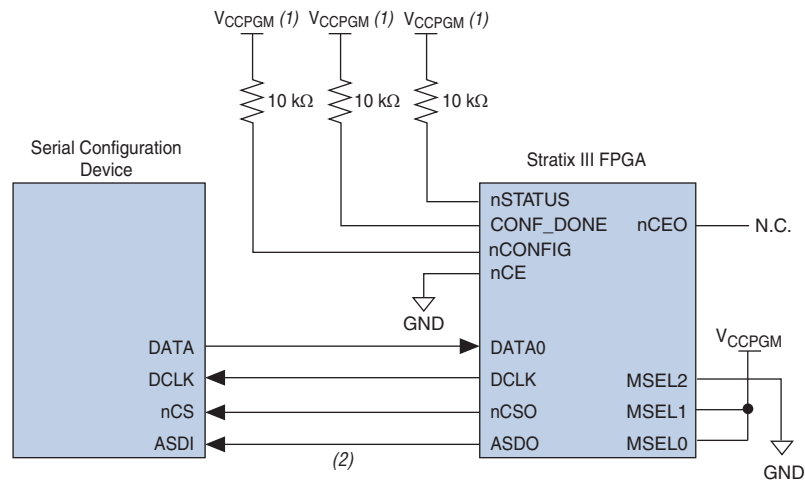 VCCPGM (1) VCCPGM (1) VCCPGM (1)
10 kΩ 10 kΩ 10 kΩ
Serial Configuration
Device
Stratix III FPGA
nSTATUS
CONF_DONE
nCEO
N.C.
nCONFIG
nCE
GND
VCCPGM
DATA
DATA0
DCLK
DCLK
MSEL2
nCS
nCSO
MSEL1
ASDI
(2)
ASDO
MSEL0
GND